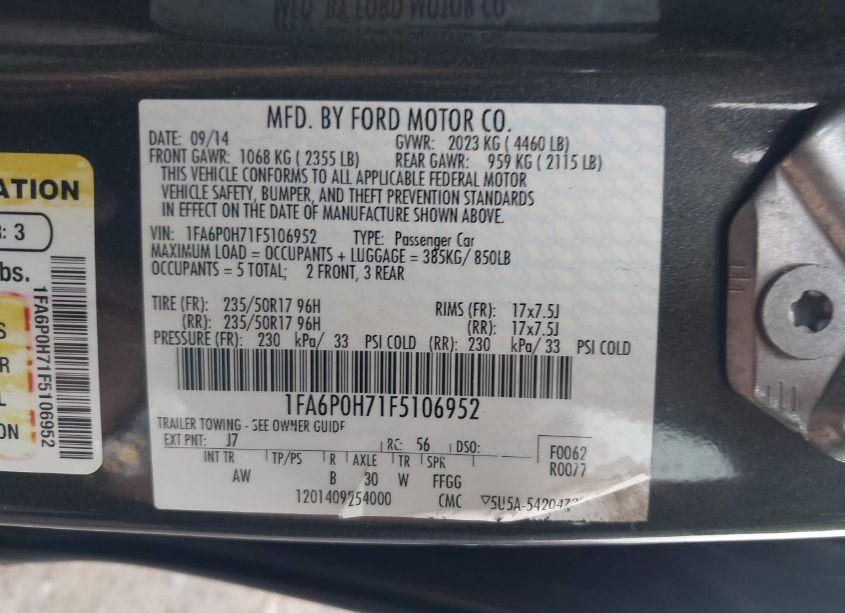 MFD. BY FORD MOTOR CO.
DATE: 09/14 GVWR: 2023 KG ( 4460 LB)
FRONT GAWR: 1068 KG ( 2355 LB) REAR GAWR: 959 KG ( 2115 LB)
THIS VEHICLE CONFORMS TO ALL APPLICABLE FEDERAL MOTOR
VEHICLE SAFETY, BUMPER, AND THEFT PREVENTION STANDARDS
IN EFFECT ON THE DATE OF MANUFACTURE SHOWN ABOVE.
VIN: 1FA6P0H71F5106952 TYPE: Passenger Car
MAXIMUM LOAD = OCCUPANTS + LUGGAGE = 385KG/ 850LB
OCCUPANTS = 5 TOTAL; 2 FRONT, 3 REAR
TIRE (FR): 235/50R17 96H RIMS (FR): 17x7.5J
(RR): 235/50R17 96H (RR): 17x7.5J
PRESSURE (FR): 230 kPa/ 33 PSI COLD (RR): 230 kPa/ 33 PSI COLD
1FA6P0H71F5106952
TRAILER TOWING - SEE OWNER GUIDE
EXT PNT: J7 RC: 56 DSO: F0062
R0077
INT TR TP/PS R AXLE TR SPR
AW B 30 W FFGG
1201409254000 CMC ▽5U5A-54204
ATION
: 3
bs.
S
R
L
ON
1FA6P0H71F5106952